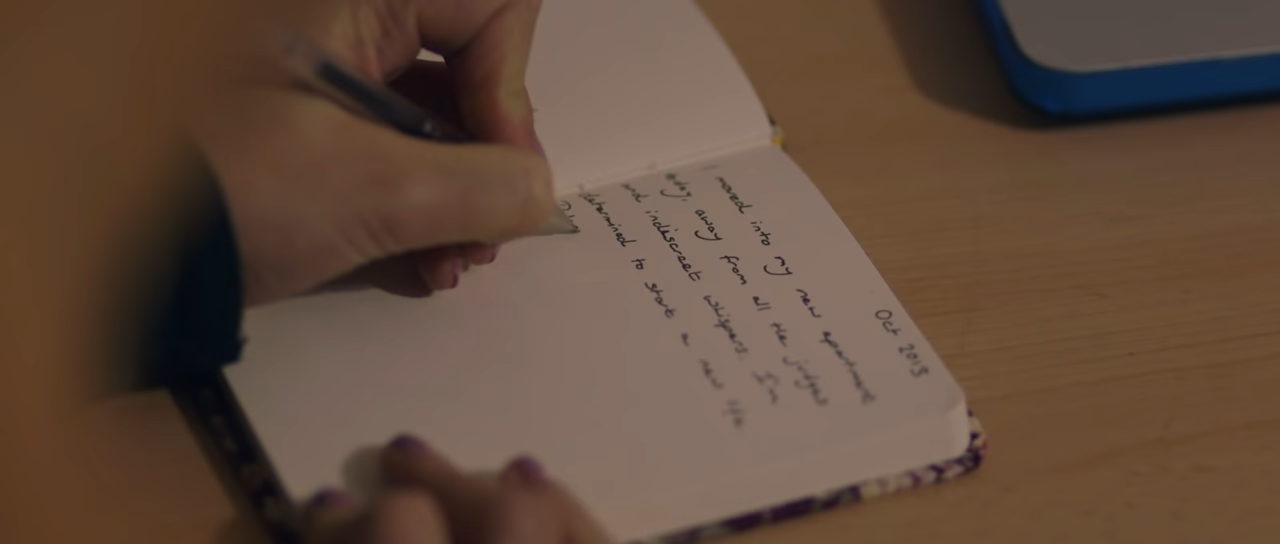 Oct 2013
I moved into my new apartment
today, away from all the judges
and indiscreet whispers. I'm
determined to start a new life